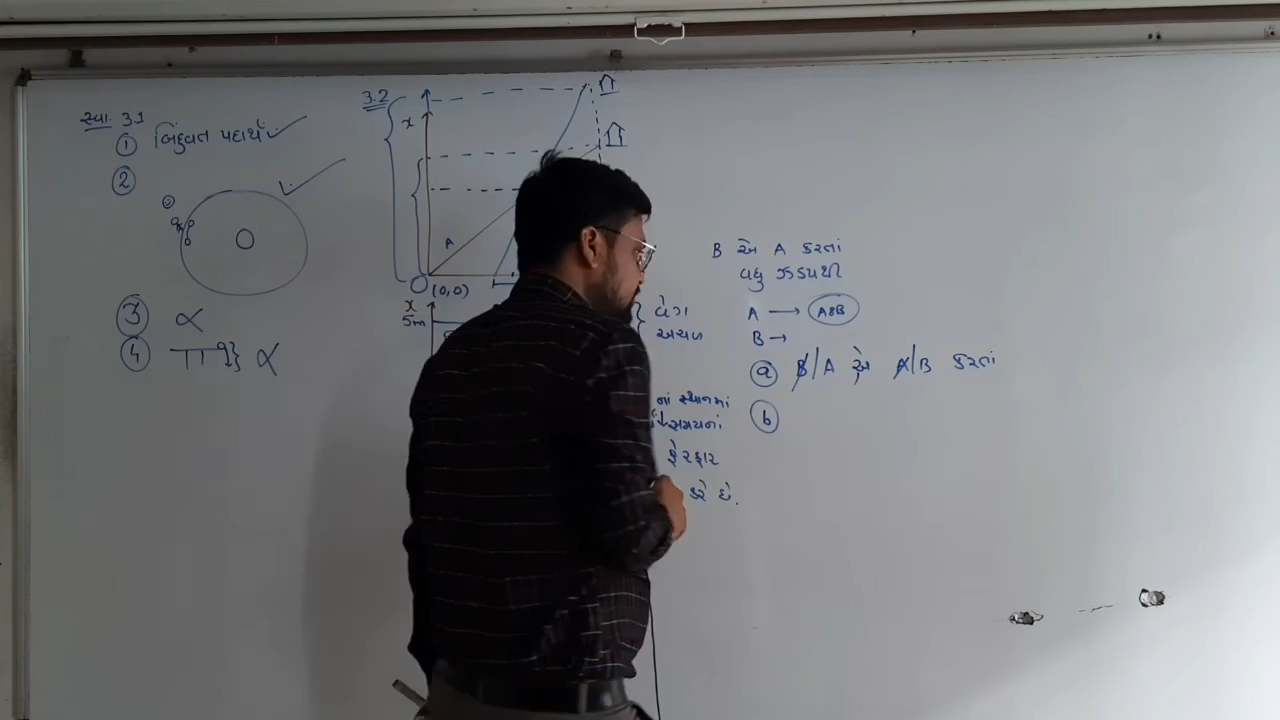 સ્વા. 3.1
① બિંદુવત પદાર્થ
②
③ α
④
3.2
x
A
(0,0)
x
5m
વેગ
અચળ
નાં સ્થાનમાં
સમયનાં
ફેરફાર
કરે છે.
B એ A કરતાં
વધુ ઝડપથી
A → A&B
B →
ⓐ B/A એ A/B કરતાં
ⓑ